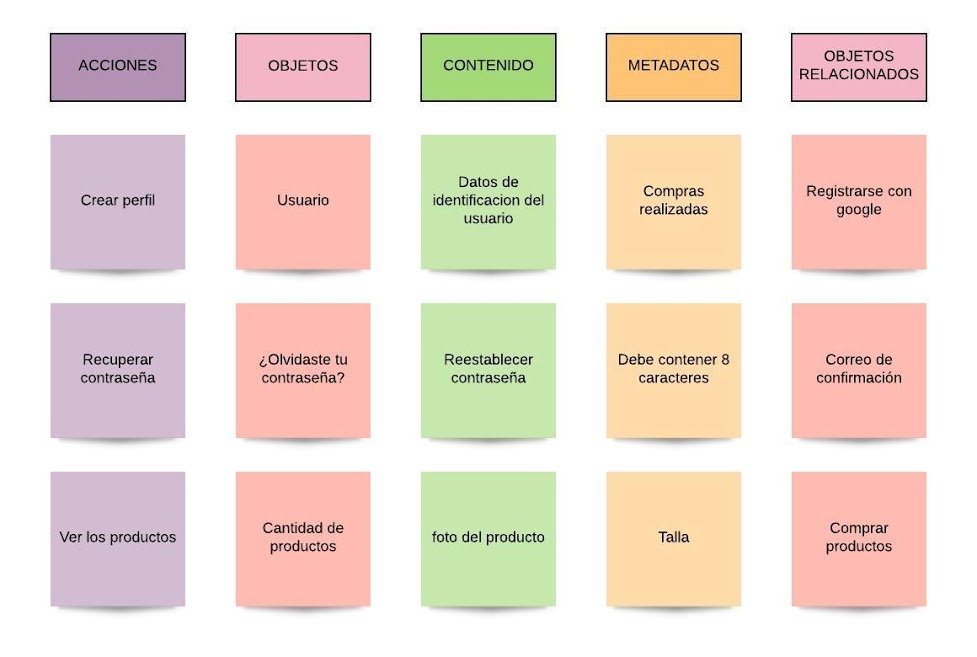 ACCIONES
OBJETOS
CONTENIDO
METADATOS
OBJETOS
RELACIONADOS
Crear perfil
Usuario
Datos de
identificacion del
usuario
Compras
realizadas
Registrarse con
google
Recuperar
contraseña
¿Olvidaste tu
contraseña?
Reestablecer
contraseña
Debe contener 8
caracteres
Correo de
confirmación
Ver los productos
Cantidad de
productos
foto del producto
Talla
Comprar
productos